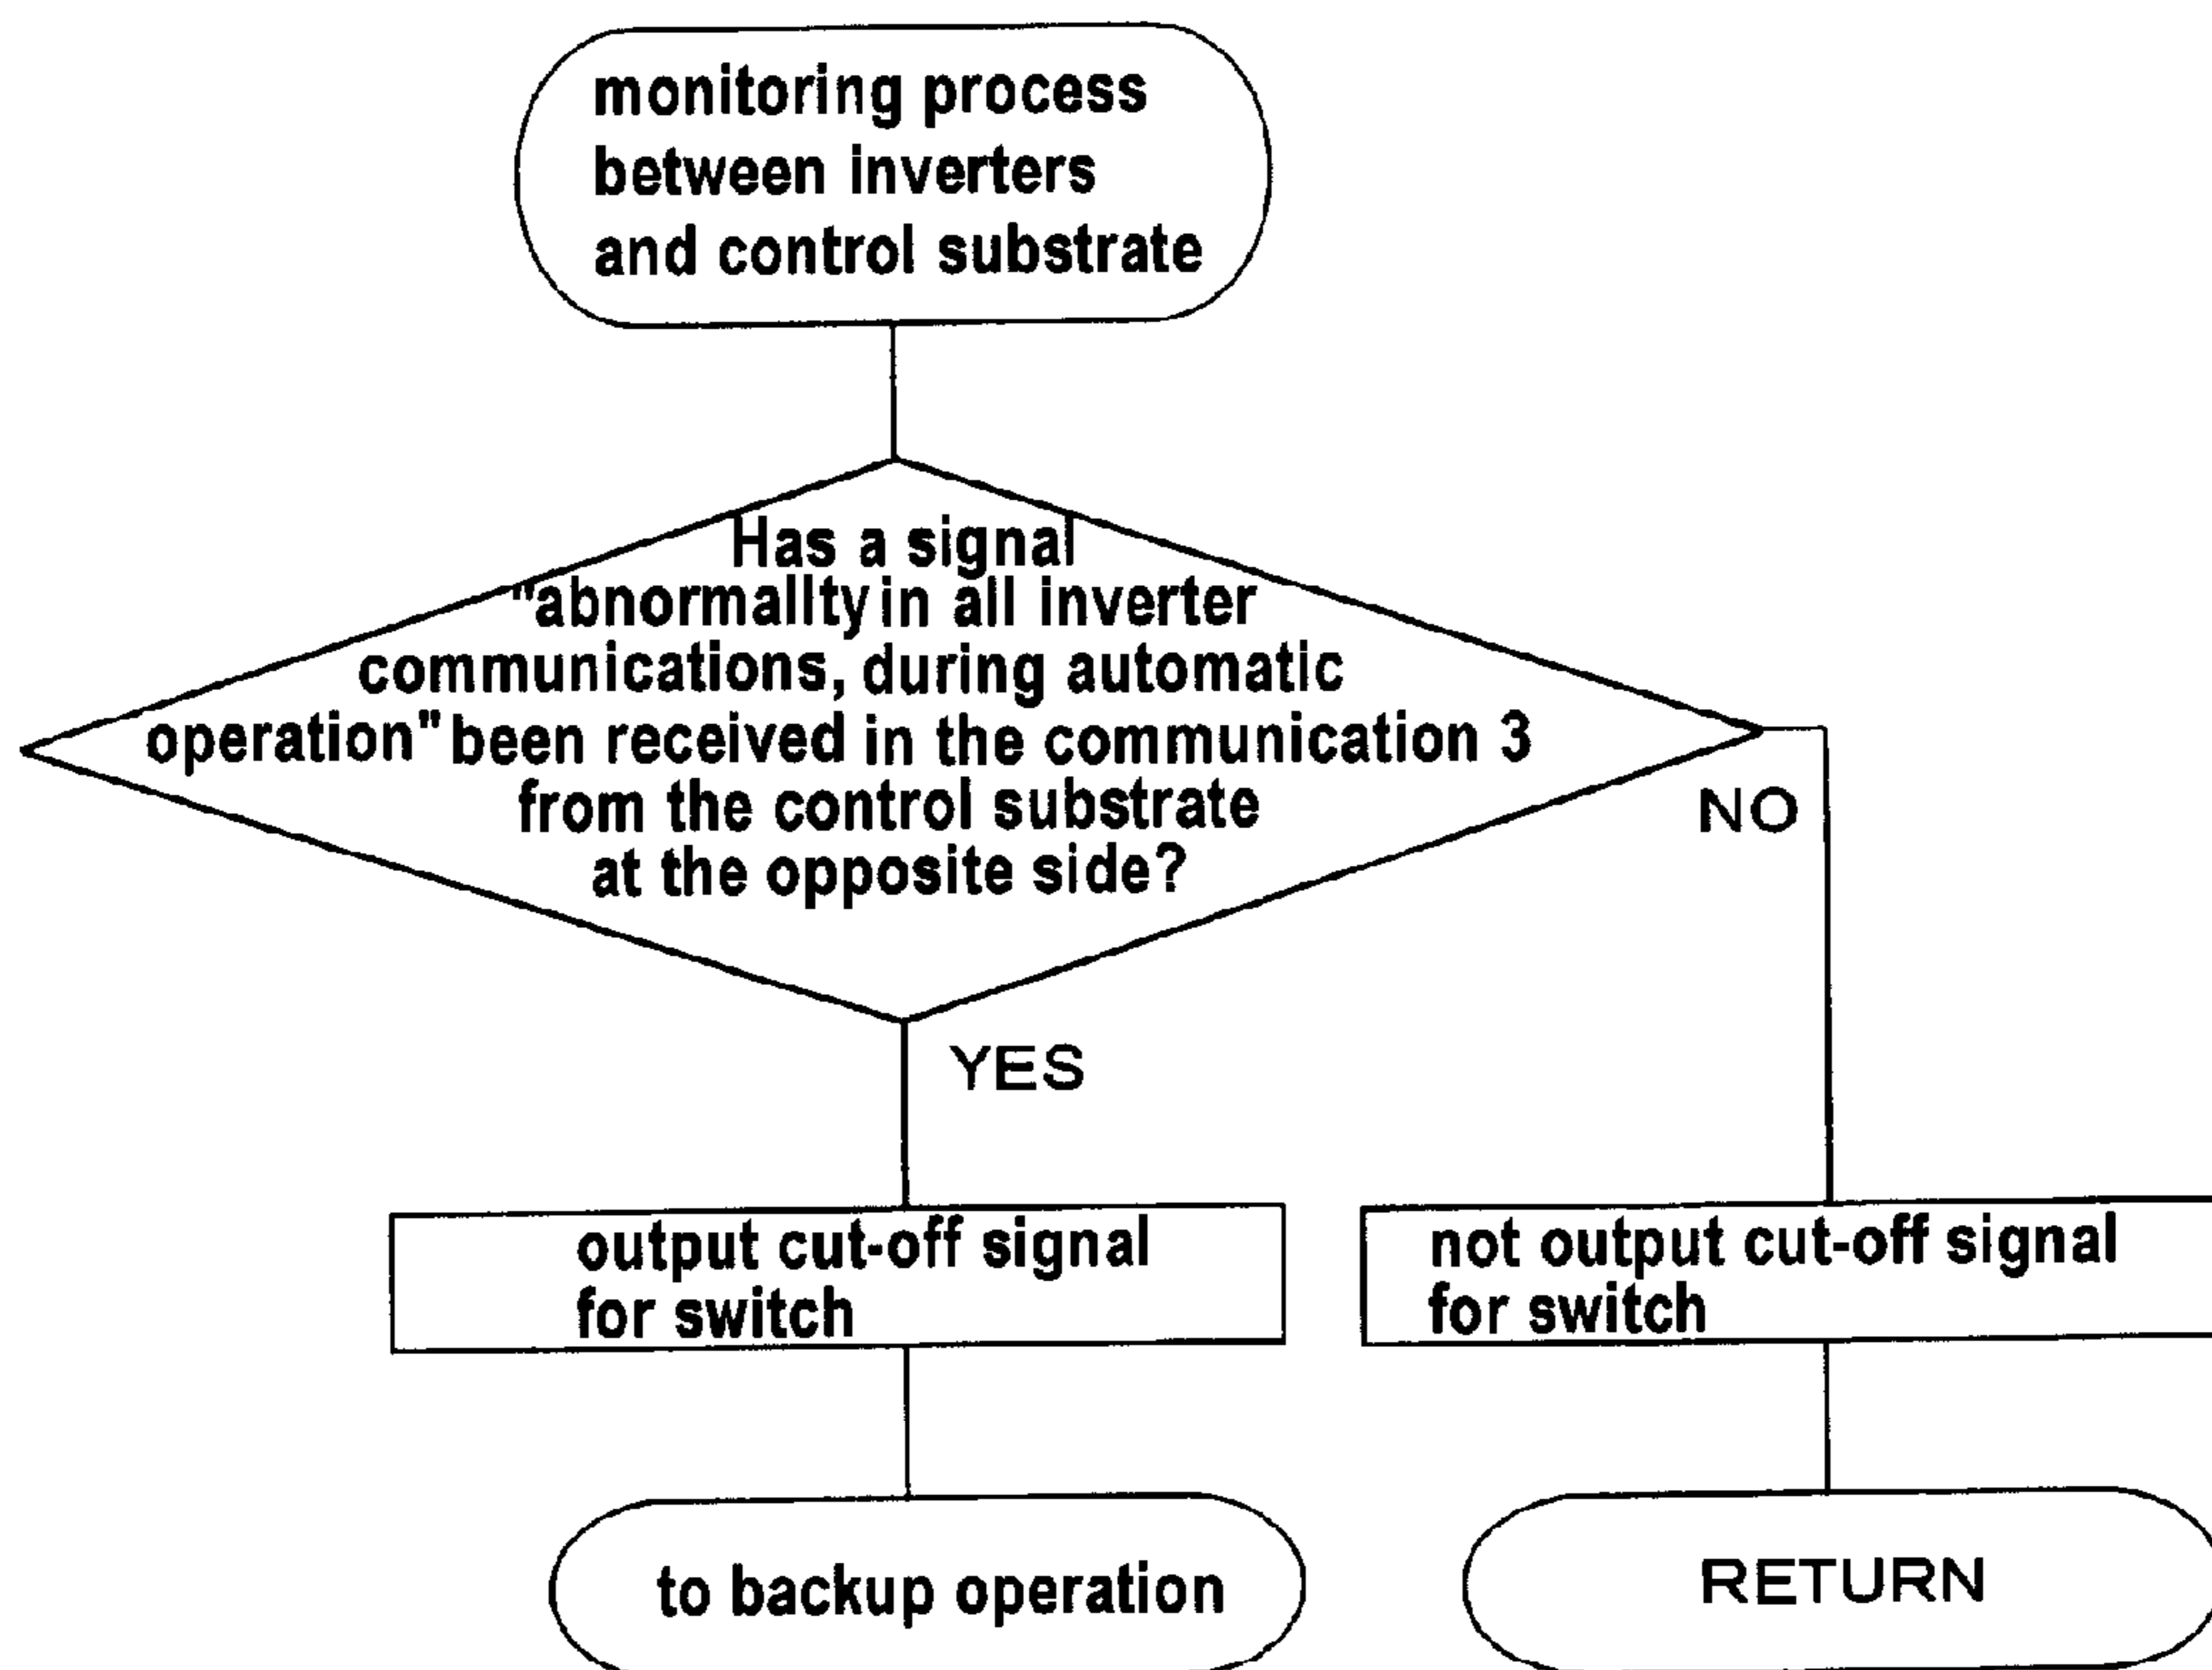 monitoring process
between inverters
and control substrate
Has a signal
"abnormallty in all inverter
communications, during automatic
operation" been received in the communication 3
from the control substrate
at the opposite side?
NO
YES
output cut-off signal
for switch
not output cut-off signal
for switch
to backup operation
RETURN